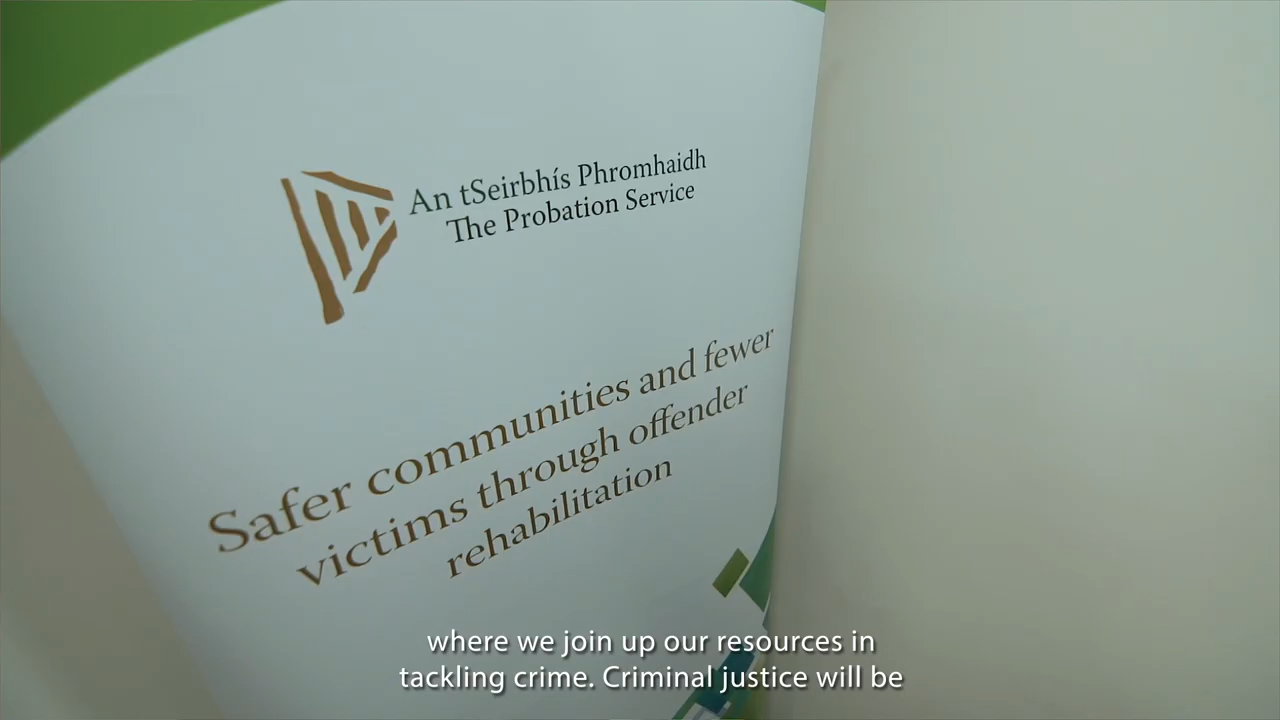 An tSeirbhís Phromhaidh
The Probation Service
Safer communities and fewer
victims through offender
rehabilitation
where we join up our resources in
tackling crime. Criminal justice will be